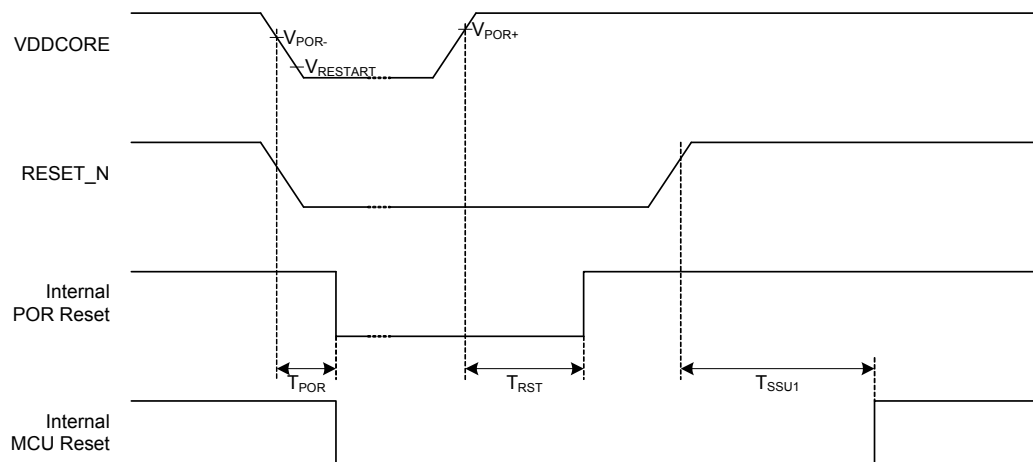 VDDCORE
VPOR-
VRESTART
VPOR+
RESET_N
Internal
POR Reset
TPOR
TRST
TSSU1
Internal
MCU Reset